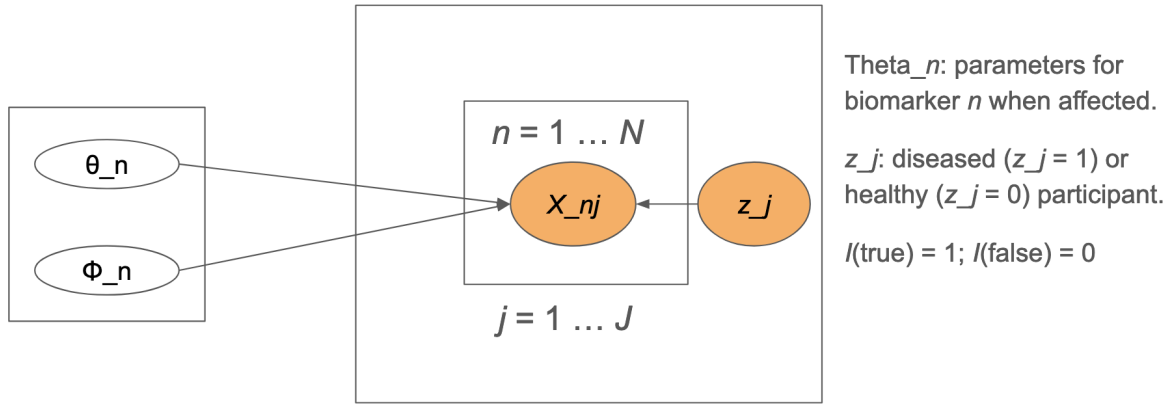 θ_n
Φ_n
n = 1 … N
X_nj
z_j
j = 1 … J
Theta_n: parameters for
biomarker n when affected.
z_j: diseased (z_j = 1) or
healthy (z_j = 0) participant.
I(true) = 1; I(false) = 0